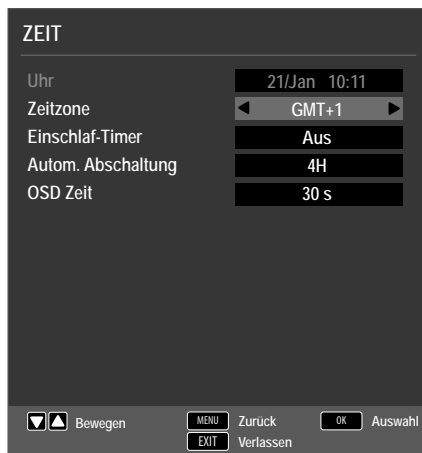 ZEIT
Uhr 21/Jan 10:11
Zeitzone GMT+1
Einschlaf-Timer Aus
Autom. Abschaltung 4H
OSD Zeit 30 s
Bewegen MENU Zurück OK Auswahl
EXIT Verlassen